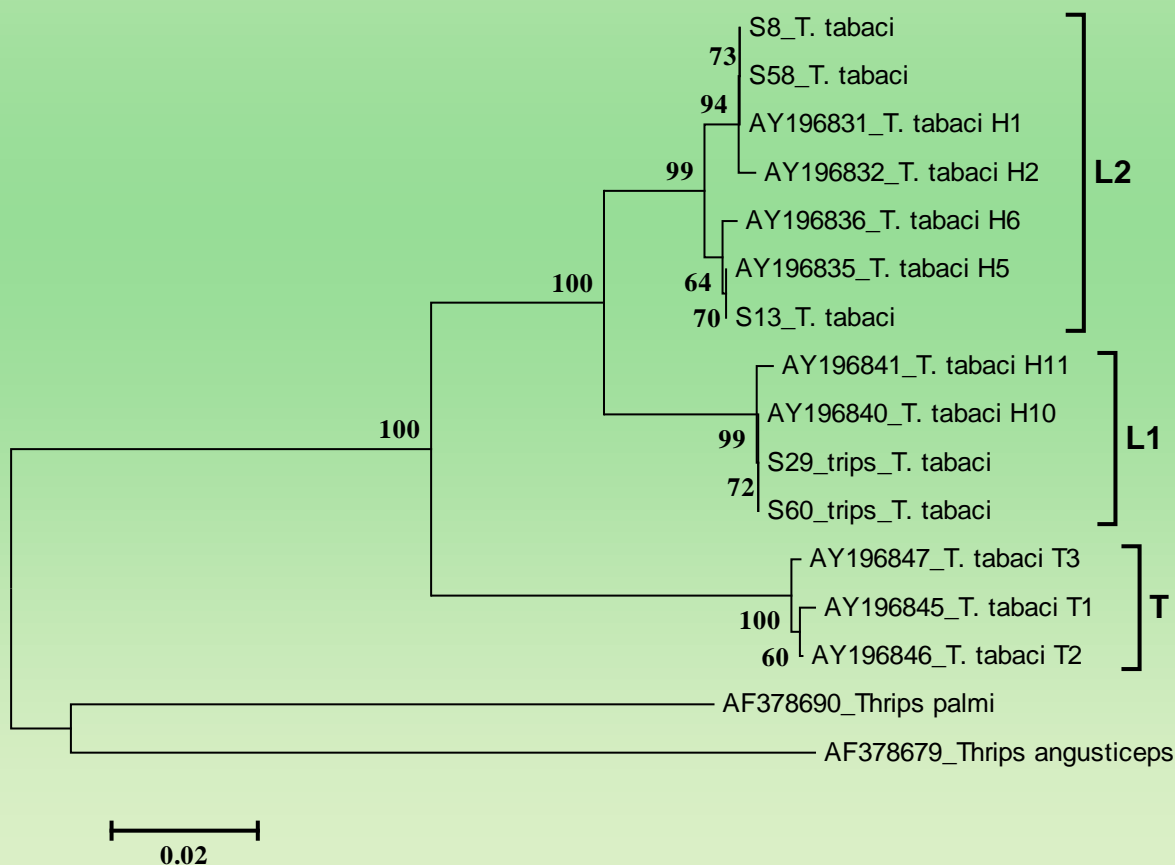 S8_T. tabaci
73
S58_T. tabaci
94
AY196831_T. tabaci H1
99
AY196832_T. tabaci H2
L2
AY196836_T. tabaci H6
100
64
AY196835_T. tabaci H5
70
S13_T. tabaci
AY196841_T. tabaci H11
100
99
AY196840_T. tabaci H10
L1
72
S29_trips_T. tabaci
S60_trips_T. tabaci
AY196847_T. tabaci T3
100
AY196845_T. tabaci T1
T
60
AY196846_T. tabaci T2
AF378690_Thrips palmi
AF378679_Thrips angusticeps
0.02